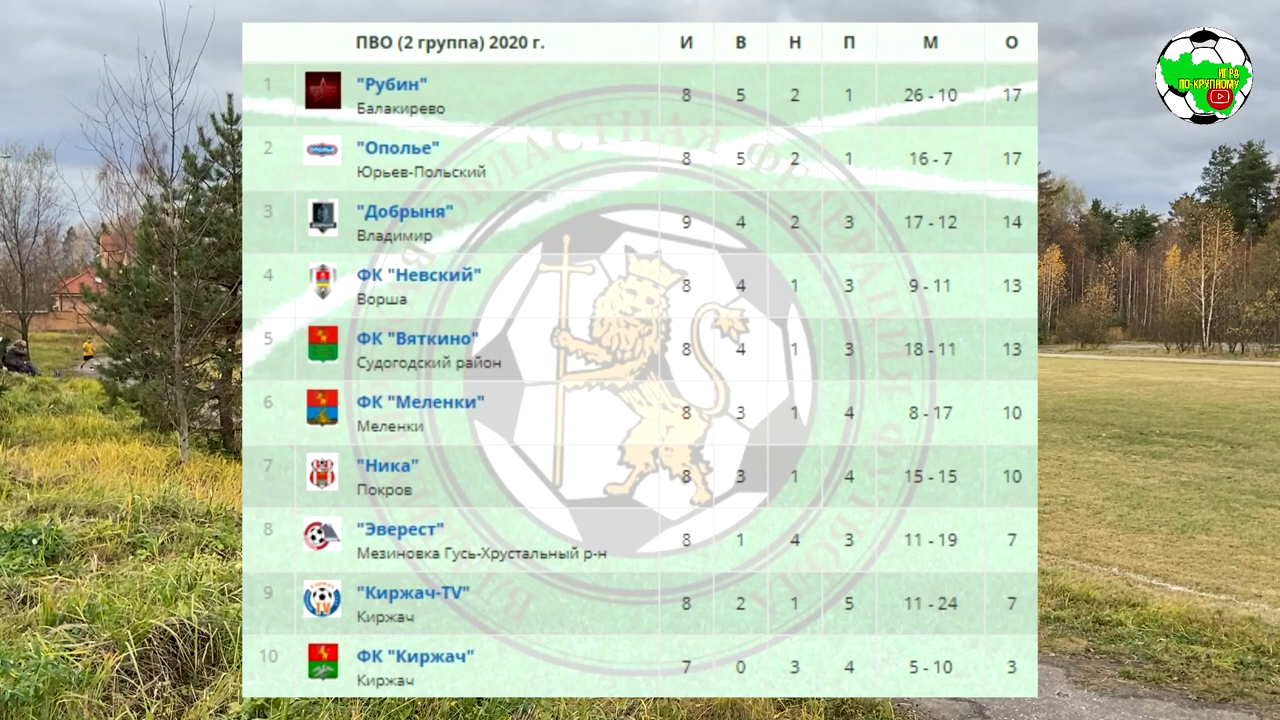 ПВО (2 группа) 2020 г. И В Н П М О
1 "Рубин" 8 5 2 1 26 - 10 17
Балакирево
2 "Ополье" 8 5 2 1 16 - 7 17
Юрьев-Польский
3 "Добрыня" 9 4 2 3 17 - 12 14
Владимир
4 ФК "Невский" 8 4 1 3 9 - 11 13
Ворша
5 ФК "Вяткино" 8 4 1 3 18 - 11 13
Судогодский район
6 ФК "Меленки" 8 3 1 4 8 - 17 10
Меленки
7 "Ника" 8 3 1 4 15 - 15 10
Покров
8 "Эверест" 8 1 4 3 11 - 19 7
Мезиновка Гусь-Хрустальный р-н
9 "Киржач-TV" 8 2 1 5 11 - 24 7
Киржач
10 ФК "Киржач" 7 0 3 4 5 - 10 3
Киржач
ИГРА
ПО-КРУПНОМУ